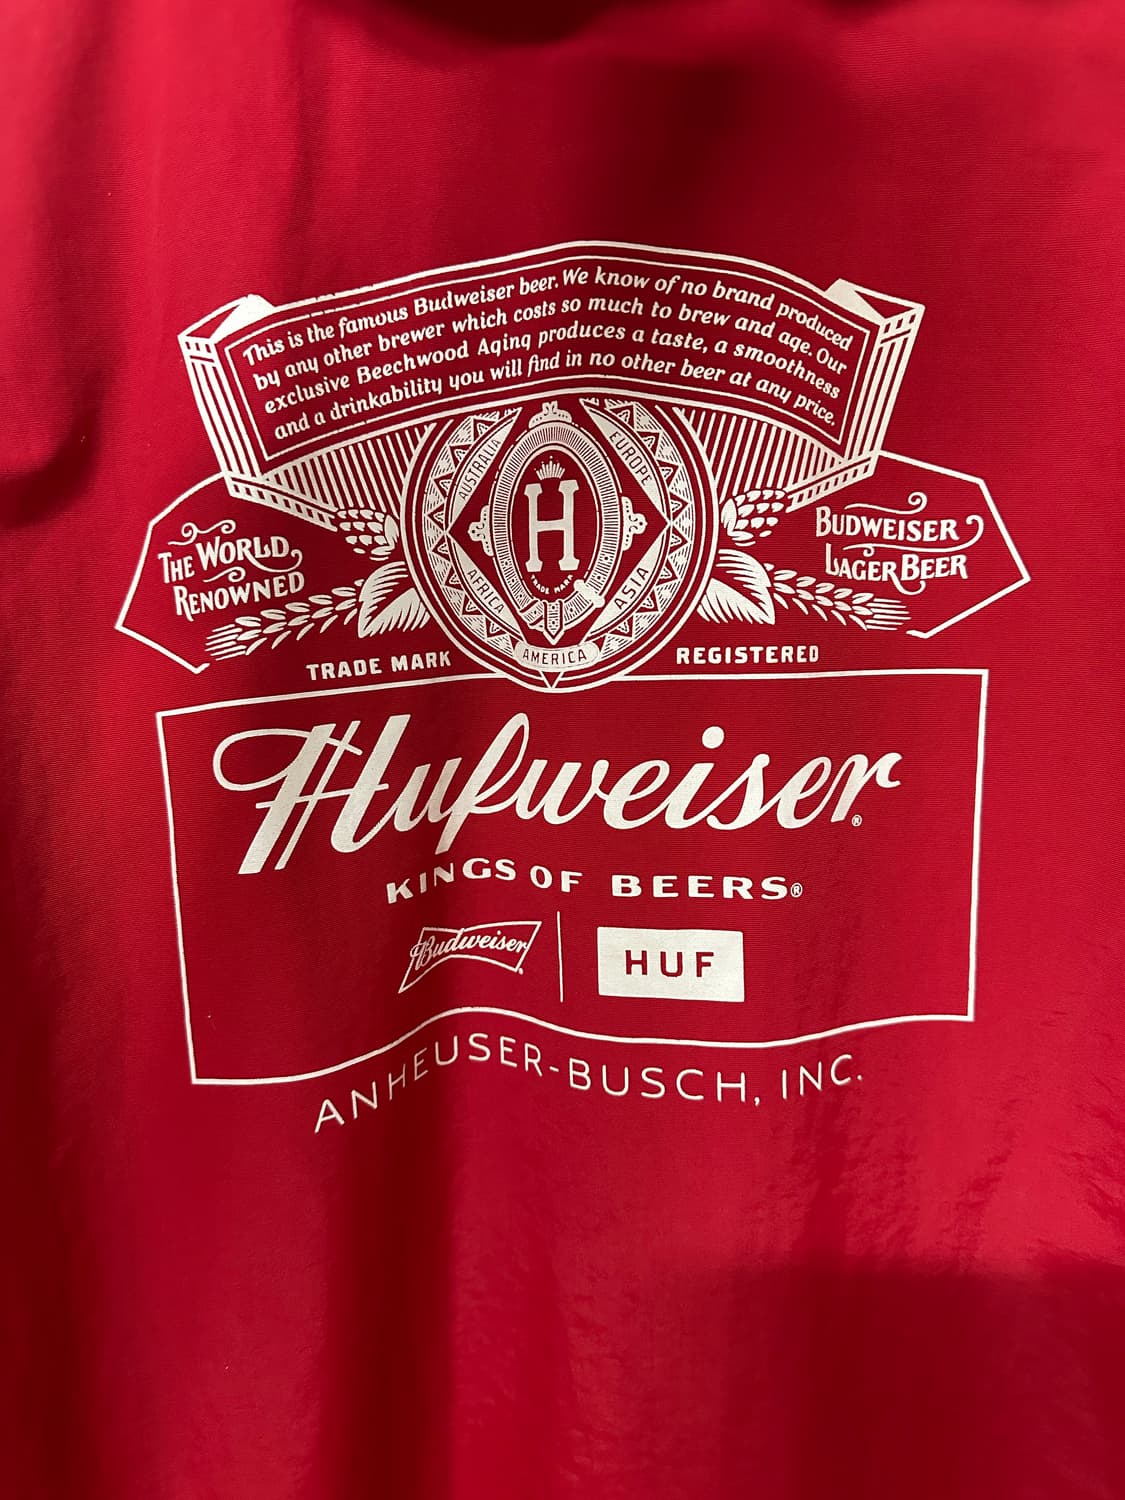 This is the famous Budweiser beer. We know of no brand produced
by any other brewer which costs so much to brew and age. Our
exclusive Beechwood Aging produces a taste, a smoothness
and a drinkability you will find in no other beer at any price.
AUSTRALIA
EUROPE
H
TRADE MARK
AFRICA
ASIA
AMERICA
THE WORLD
RENOWNED
BUDWEISER
LAGER BEER
TRADE MARK
REGISTERED
Hufweiser®
KINGS OF BEERS®
Budweiser®
HUF
ANHEUSER-BUSCH, INC.